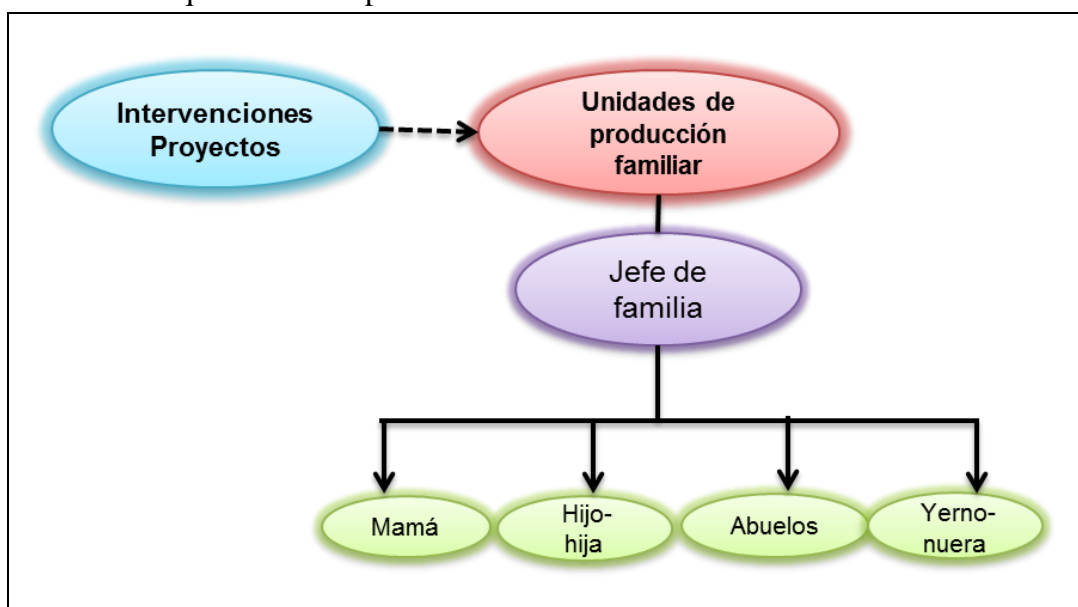 Intervenciones
Proyectos
Unidades de
producción
familiar
Jefe de
familia
Mamá
Hijo-
hija
Abuelos
Yerno-
nuera